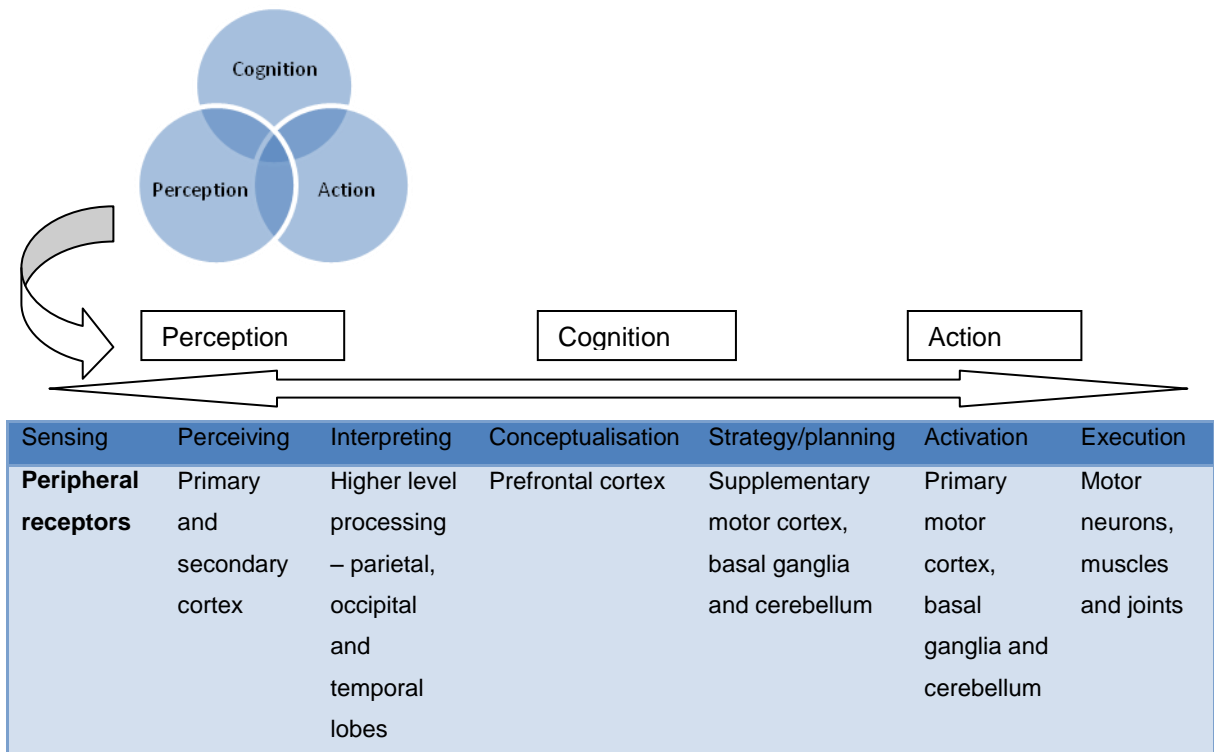 Cognition
Perception
Action
Perception
Cognition
Action
Sensing
Perceiving
Interpreting
Conceptualisation
Strategy/planning
Activation
Execution
Peripheral
receptors
Primary
and
secondary
cortex
Higher level
processing
– parietal,
occipital
and
temporal
lobes
Prefrontal cortex
Supplementary
motor cortex,
basal ganglia
and cerebellum
Primary
motor
cortex,
basal
ganglia and
cerebellum
Motor
neurons,
muscles
and joints